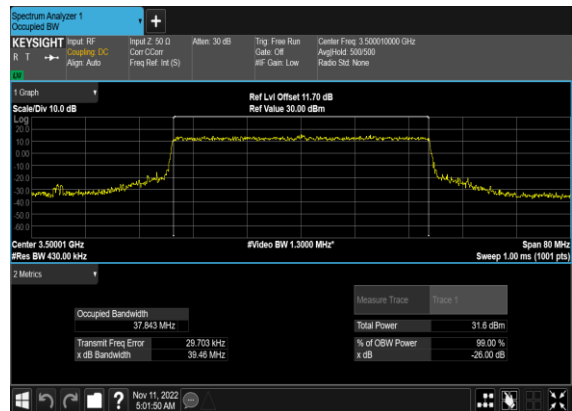 Spectrum Analyzer 1
Occupied BW
KEYSIGHT Input: RF Input Z: 50 Ω Atten: 30 dB Trig: Free Run Center Freq: 3.500010000 GHz
R T Coupling: DC Corr CCorr Gate: Off Avg|Hold: 500/500
Align: Auto Freq Ref: Int (S) #IF Gain: Low Radio Std: None
1 Graph
Ref Lvl Offset 11.70 dB
Scale/Div 10.0 dB Ref Value 30.00 dBm
Log
20.0
10.0
0.00
-10.0
-20.0
-30.0
-40.0
-50.0
-60.0
Center 3.50001 GHz #Video BW 1.3000 MHz* Span 80 MHz
#Res BW 430.00 kHz Sweep 1.00 ms (1001 pts)
2 Metrics
Measure Trace Trace 1
Occupied Bandwidth
37.843 MHz Total Power 31.6 dBm
Transmit Freq Error 29.703 kHz % of OBW Power 99.00 %
x dB Bandwidth 39.46 MHz x dB -26.00 dB
? Nov 11, 2022
5:01:50 AM